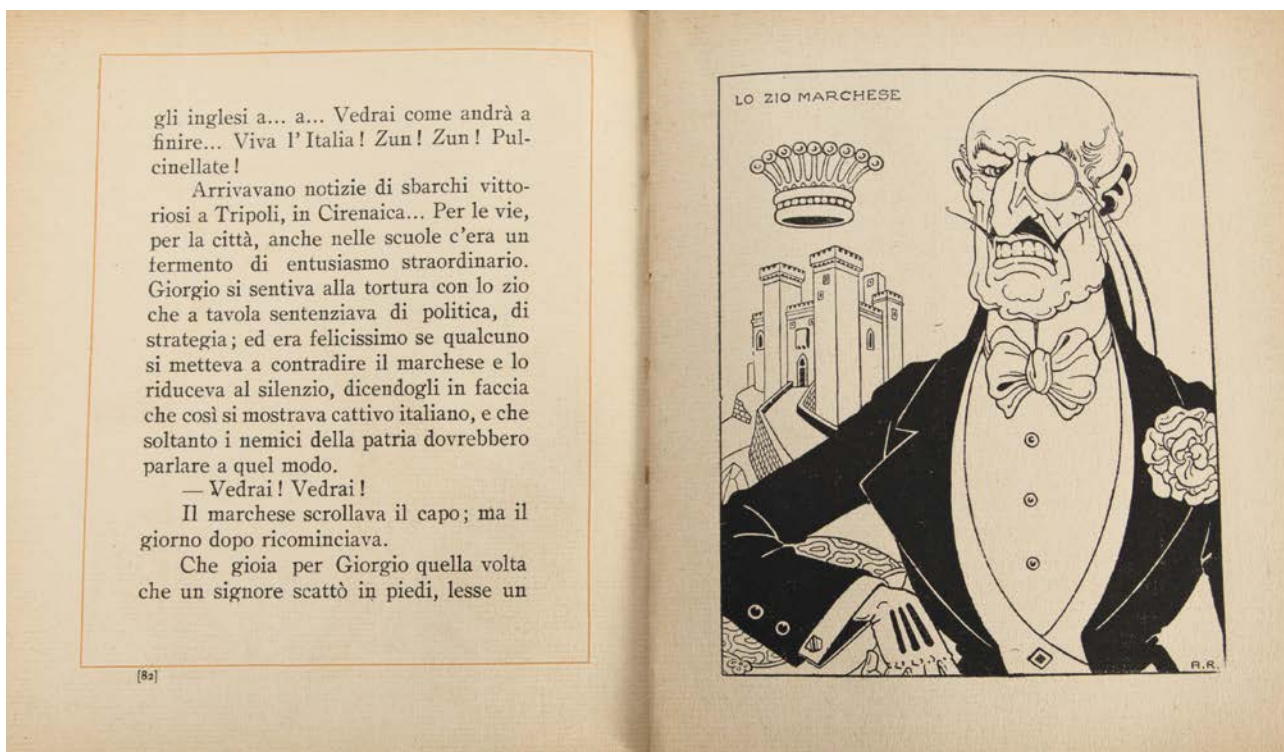 gli inglesi a... a... Vedrai come andrà a
finire... Viva l'Italia! Zun! Zun! Pul-
cinellate!
Arrivavano notizie di sbarchi vitto-
riosi a Tripoli, in Cirenaica... Per le vie,
per la città, anche nelle scuole c'era un
fermento di entusiasmo straordinario.
Giorgio si sentiva alla tortura con lo zio
che a tavola sentenziava di politica, di
strategia; ed era felicissimo se qualcuno
si metteva a contradire il marchese e lo
riduceva al silenzio, dicendogli in faccia
che così si mostrava cattivo italiano, e che
soltanto i nemici della patria dovrebbero
parlare a quel modo.
— Vedrai! Vedrai!
Il marchese scrollava il capo; ma il
giorno dopo ricominciava.
Che gioia per Giorgio quella volta
che un signore scattò in piedi, lesse un
[82]
LO ZIO MARCHESE
A.R.